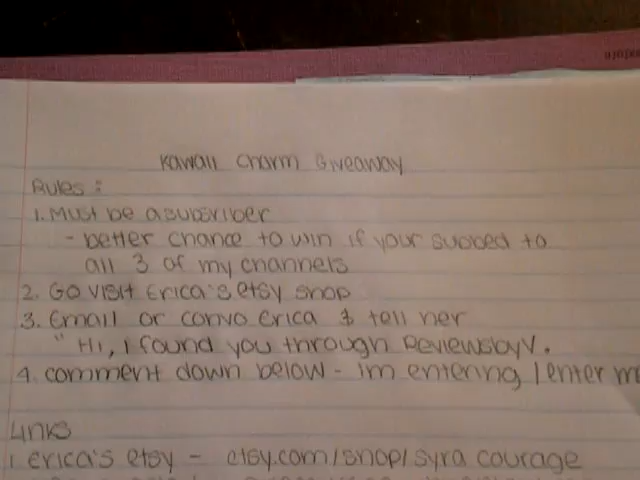 Kawaii Charm Giveaway
Rules:
1. Must be a subsriber
- better chance to win if your subbed to
all 3 of my channels
2. Go visit Erica's etsy shop
3. Email or convo Erica & tell her
"Hi, i found you through ReviewsbyV.
4. comment down below - im entering / enter
Links
1 erica's etsy - etsy.com/shop/syra courage